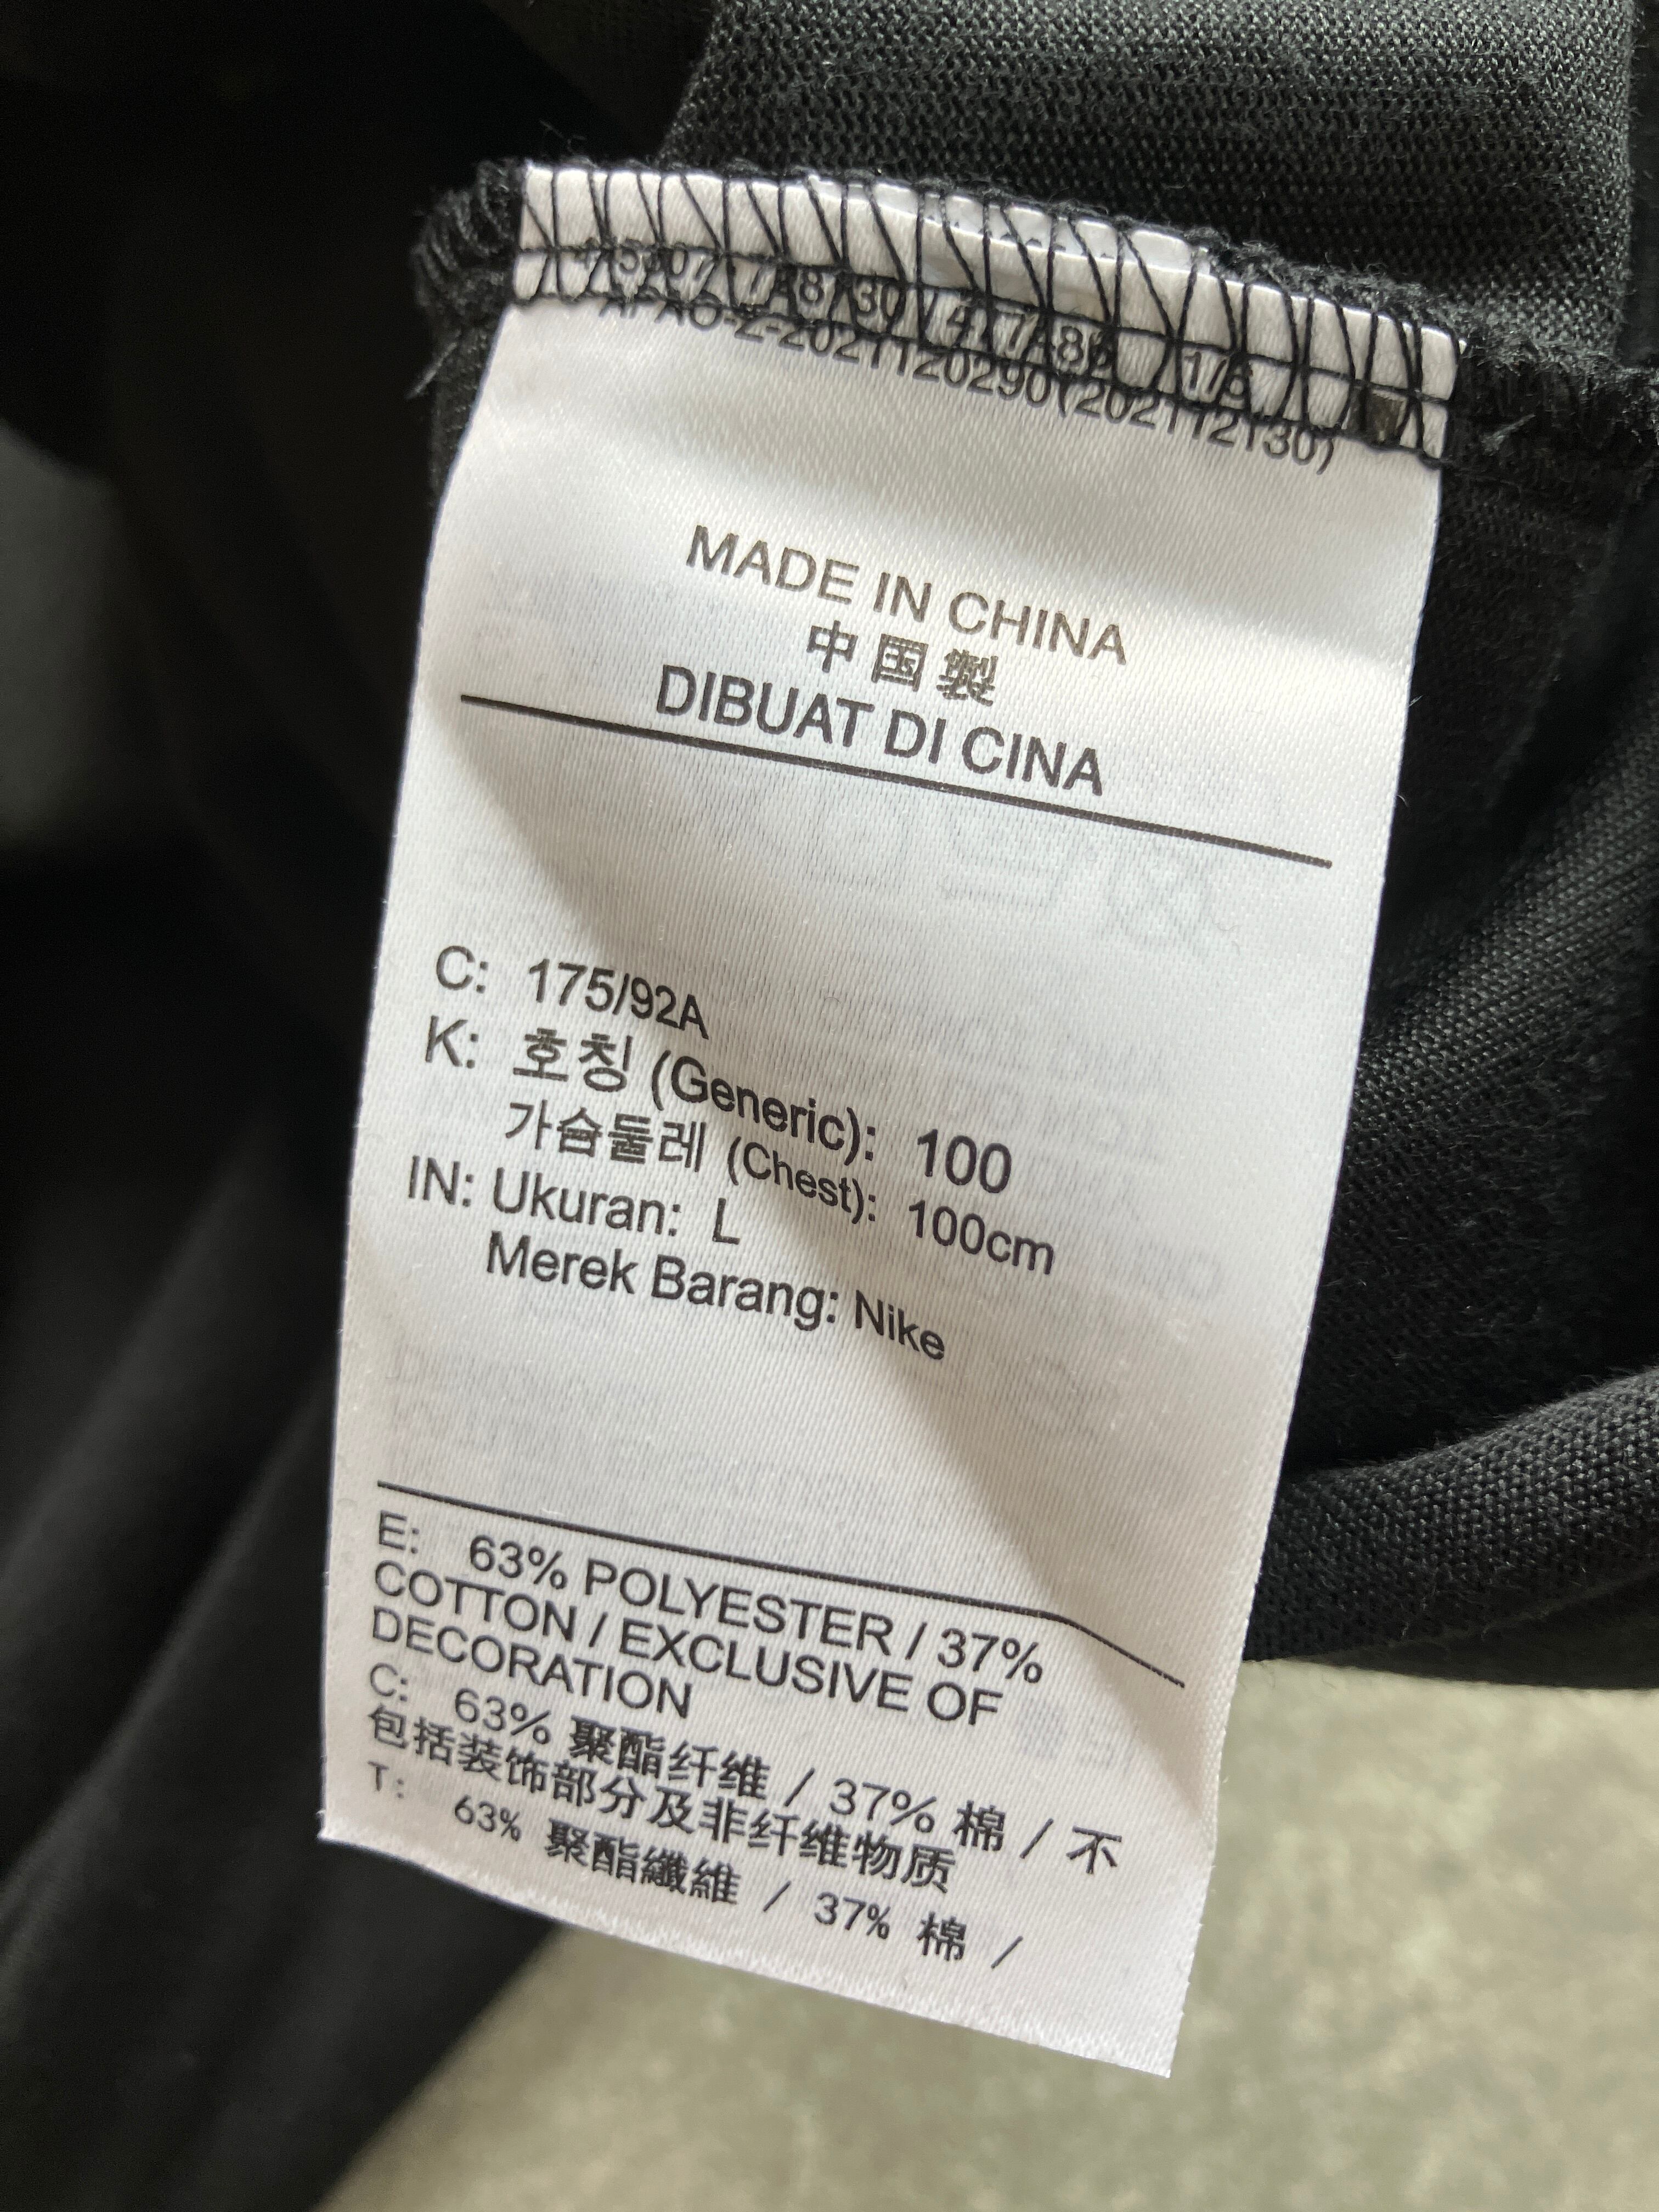 APAO-Z-2021120290(202112130)
MADE IN CHINA
中国製
DIBUAT DI CINA
C: 175/92A
K: 호칭 (Generic): 100
가슴둘레 (Chest): 100cm
IN: Ukuran: L
Merek Barang: Nike
E: 63% POLYESTER / 37%
COTTON / EXCLUSIVE OF
DECORATION
C: 63% 聚酯纤维 / 37% 棉 / 不
包括装饰部分及非纤维物质
T: 63% 聚酯纖維 / 37% 棉 /